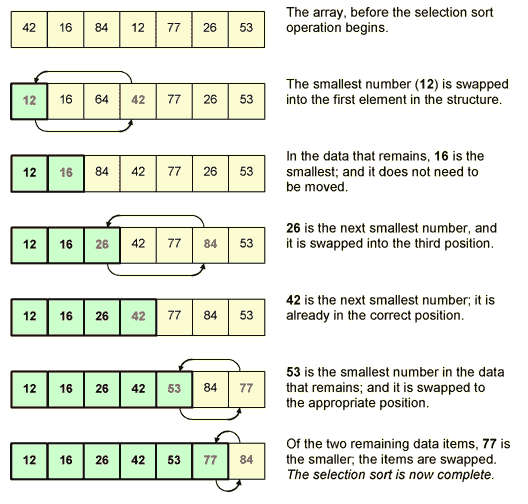 42 16 84 12 77 26 53
The array, before the selection sort
operation begins.
12 16 64 42 77 26 53
The smallest number (12) is swapped
into the first element in the structure.
12 16 84 42 77 26 53
In the data that remains, 16 is the
smallest; and it does not need to
be moved.
12 16 26 42 77 84 53
26 is the next smallest number, and
it is swapped into the third position.
12 16 26 42 77 84 53
42 is the next smallest number; it is
already in the correct position.
12 16 26 42 53 84 77
53 is the smallest number in the data
that remains; and it is swapped to
the appropriate position.
12 16 26 42 53 77 84
Of the two remaining data items, 77 is
the smaller; the items are swapped.
The selection sort is now complete.